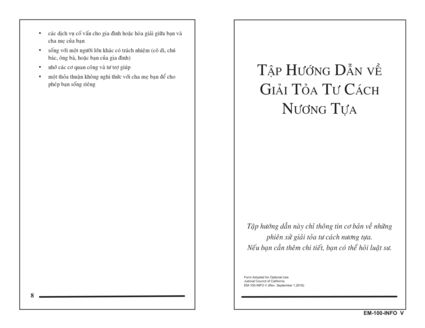 • các dịch vụ cố vấn cho gia đình hoặc hòa giải giữa bạn và
cha mẹ của bạn
• sống với một người lớn khác có trách nhiệm (cô dì, chú
bác, ông bà, hoặc bạn của gia đình)
• nhờ các cơ quan công và tư trợ giúp
• một thỏa thuận không nghi thức với cha mẹ bạn để cho
phép bạn sống riêng
8
TẬP HƯỚNG DẪN VỀ
GIẢI TỎA TƯ CÁCH
NƯƠNG TỰA
Tập hướng dẫn này chỉ thông tin cơ bản về những
phiên xử giải tỏa tư cách nương tựa.
Nếu bạn cần thêm chi tiết, bạn có thể hỏi luật sư.
Form Adopted for Optional Use
Judicial Council of California
EM-100-INFO V (Rev. September 1, 2018)
EM-100-INFO V